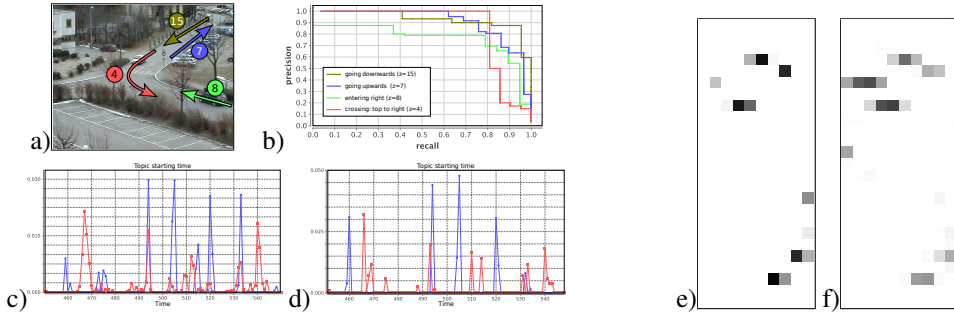 a)
15
7
4
8
b)
precision
1.0
0.9
0.8
0.7
0.6
0.5
0.4
0.3
0.2
0.1
0.0
going downwards (z=15)
going upwards (z=7)
entering right (z=8)
crossing: top to right (z=4)
0.0 0.1 0.2 0.3 0.4 0.5 0.6 0.7 0.8 0.9 1.0
recall
c)
Topic starting time
0.030
0.015
0.000
460 470 480 490 500 510 520 530 540
Time
d)
Topic starting time
0.050
0.025
0.000
460 470 480 490 500 510 520 530 540
Time
e)
f)